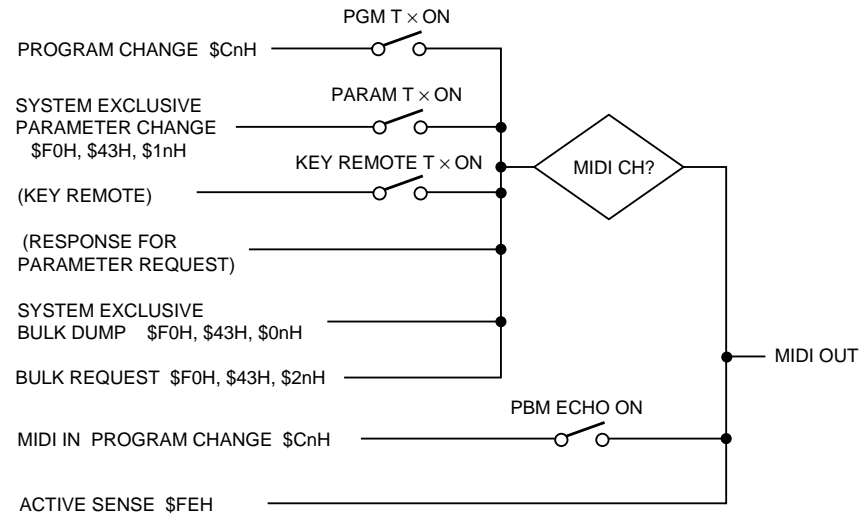 PGM T × ON
PROGRAM CHANGE $CnH
SYSTEM EXCLUSIVE
PARAMETER CHANGE
$F0H, $43H, $1nH
PARAM T × ON
KEY REMOTE T × ON
MIDI CH?
(KEY REMOTE)
(RESPONSE FOR
PARAMETER REQUEST)
SYSTEM EXCLUSIVE
BULK DUMP $F0H, $43H, $0nH
MIDI OUT
BULK REQUEST $F0H, $43H, $2nH
PBM ECHO ON
MIDI IN PROGRAM CHANGE $CnH
ACTIVE SENSE $FEH